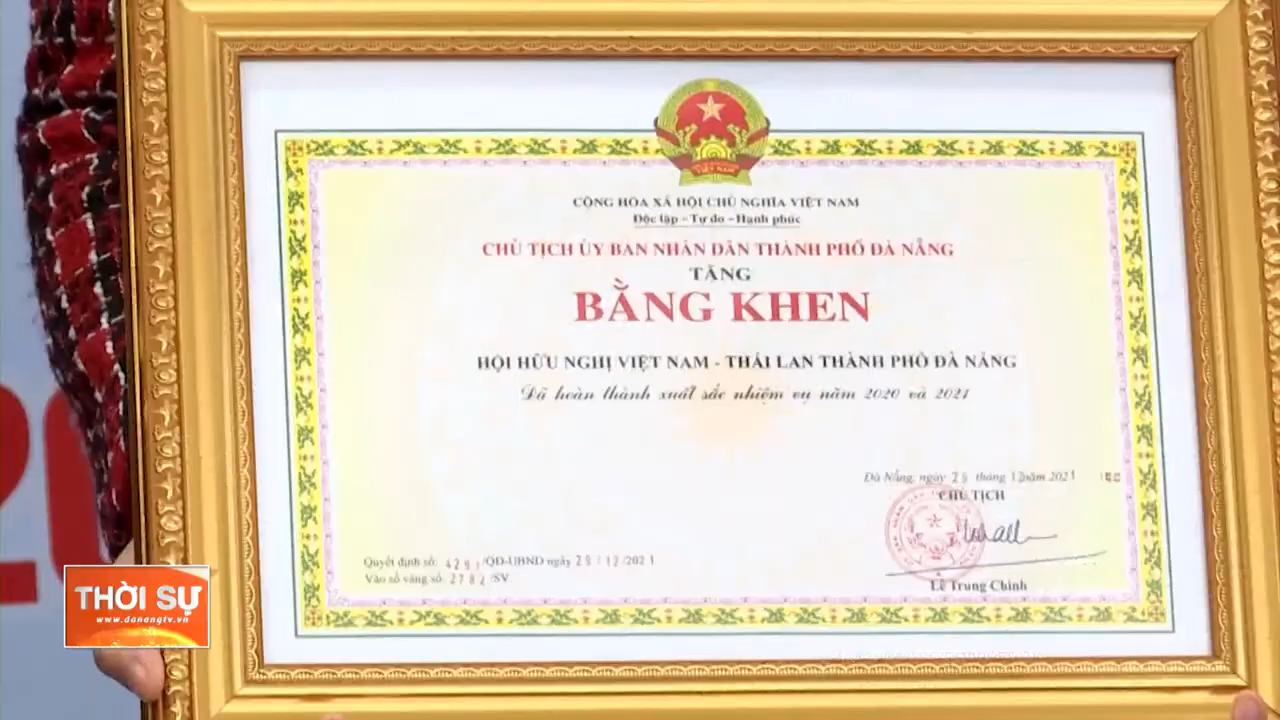 VIỆT NAM
CỘNG HÒA XÃ HỘI CHỦ NGHĨA VIỆT NAM
Độc lập - Tự do - Hạnh phúc
CHỦ TỊCH ỦY BAN NHÂN DÂN THÀNH PHỐ ĐÀ NẴNG
TẶNG
BẰNG KHEN
HỘI HỮU NGHỊ VIỆT NAM - THÁI LAN THÀNH PHỐ ĐÀ NẴNG
Đã hoàn thành xuất sắc nhiệm vụ năm 2020 và 2021
Đà Nẵng, ngày 29 tháng 12 năm 2021
CHỦ TỊCH
Quyết định số: /QĐ-UBND ngày 29/12/2021
Vào sổ vàng số: 2782/SV
Lê Trung Chinh
THỜI SỰ
www.danangtv.vn